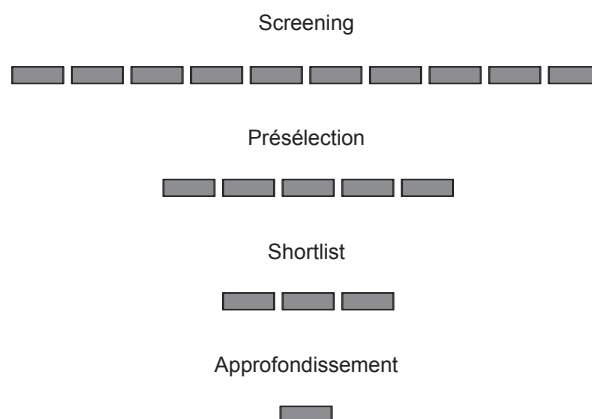 Screening
Présélection
Shortlist
Approfondissement